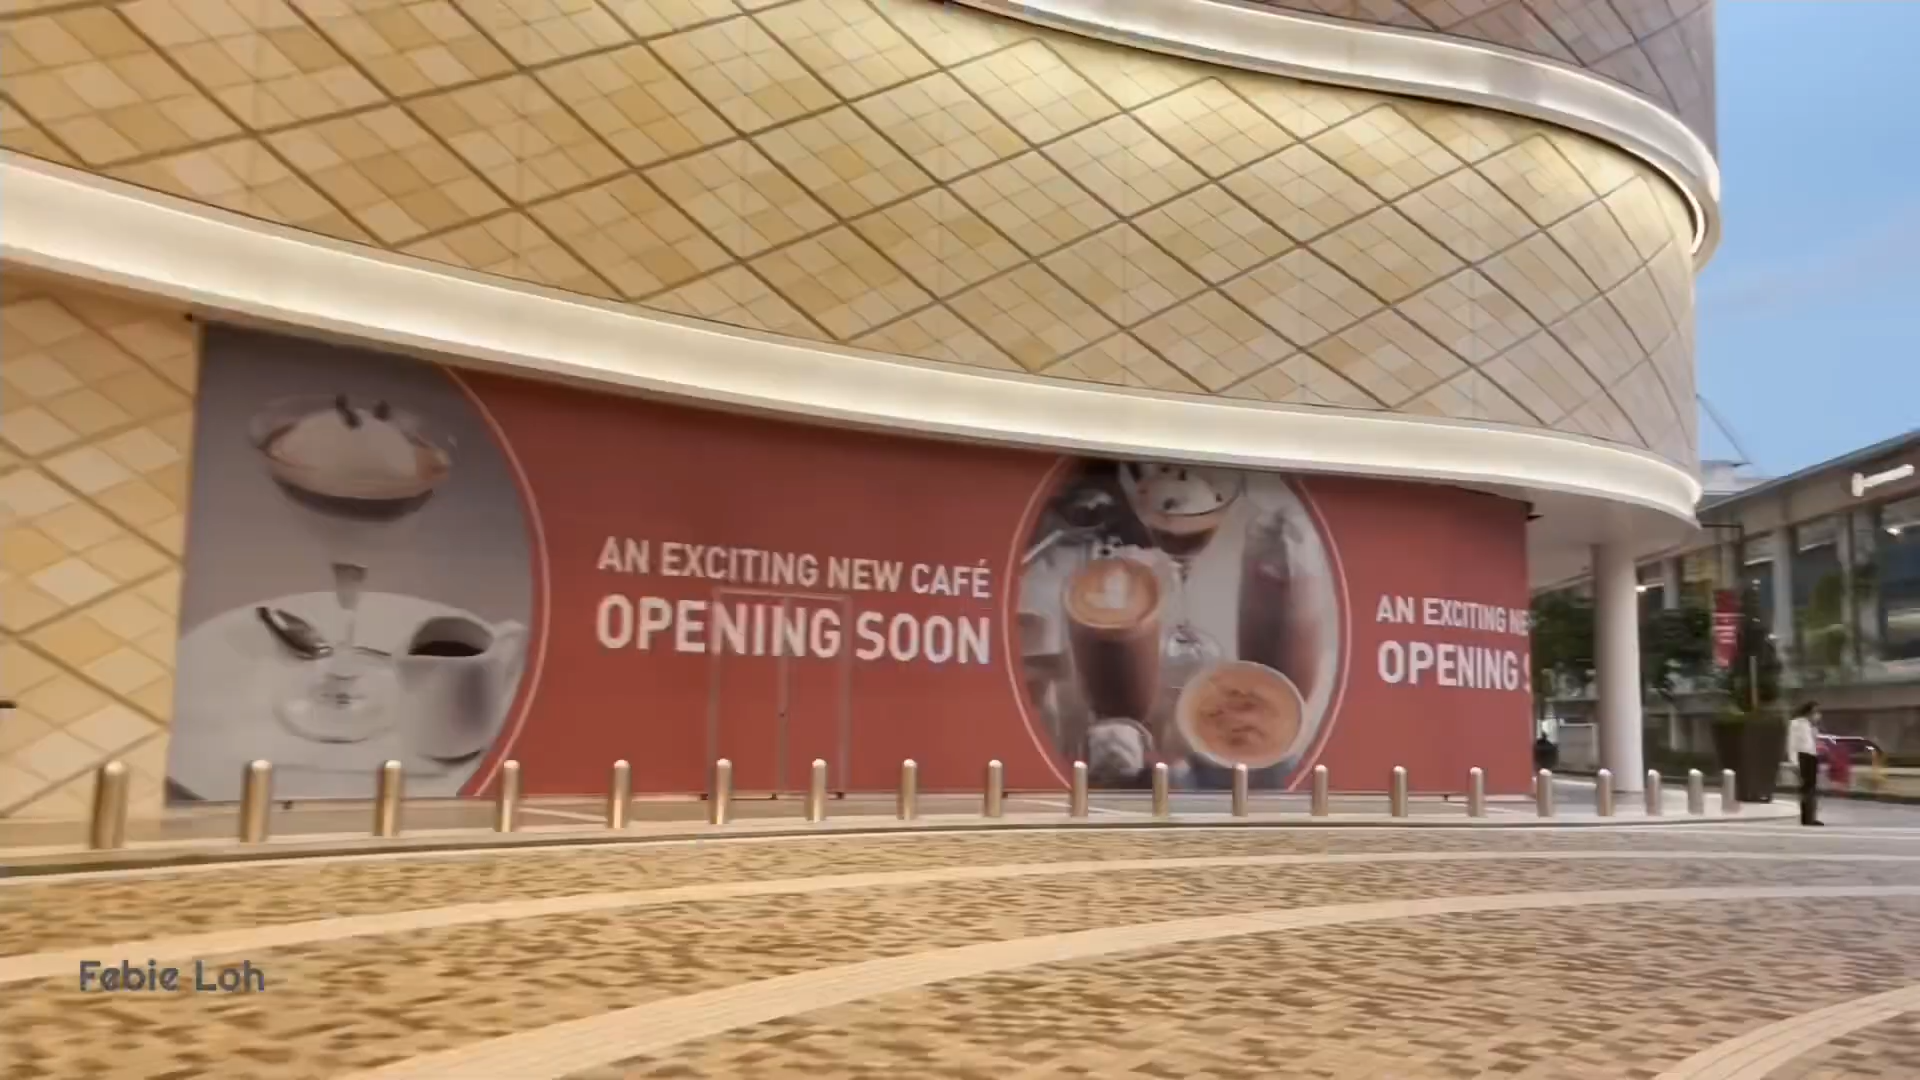 AN EXCITING NEW CAFÉ
OPENING SOON
AN EXCITING NE
OPENING S
Febie Loh